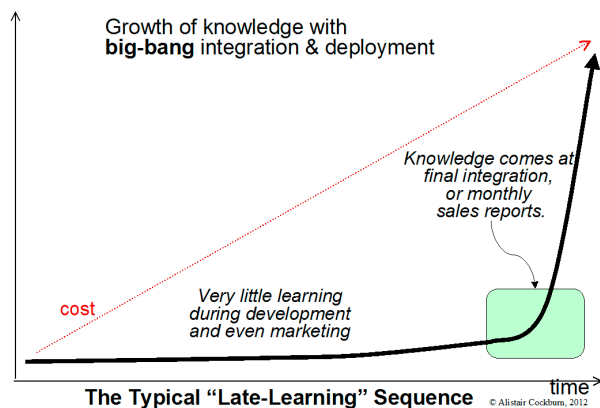 Growth of knowledge with
big-bang integration & deployment
Knowledge comes at
final integration,
or monthly
sales reports.
cost
Very little learning
during development
and even marketing
time
The Typical “Late-Learning” Sequence
© Alistair Cockburn, 2012